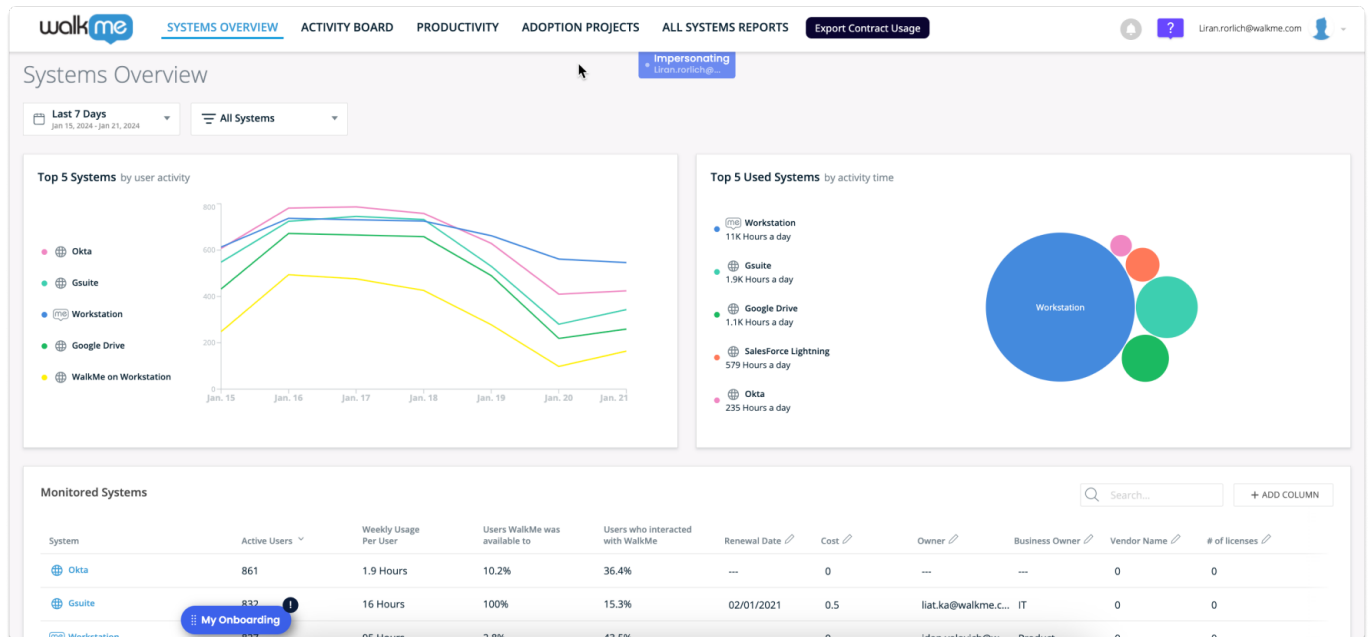 walkme SYSTEMS OVERVIEW ACTIVITY BOARD PRODUCTIVITY ADOPTION PROJECTS ALL SYSTEMS REPORTS Export Contract Usage ? Liran.rorlich@walkme.com
Impersonating
Liran.rorlich@...
Systems Overview
Last 7 Days
Jan 15, 2024 - Jan 21, 2024
All Systems
Top 5 Systems by user activity
Okta
Gsuite
me Workstation
Google Drive
WalkMe on Workstation
800
600
400
200
0
Jan. 15 Jan. 16 Jan. 17 Jan. 18 Jan. 19 Jan. 20 Jan. 21
Top 5 Used Systems by activity time
me Workstation
11K Hours a day
Gsuite
1.9K Hours a day
Google Drive
1.1K Hours a day
SalesForce Lightning
579 Hours a day
Okta
235 Hours a day
Workstation
Monitored Systems
Search...
+ ADD COLUMN
System
Active Users
Weekly Usage
Per User
Users WalkMe was
available to
Users who interacted
with WalkMe
Renewal Date
Cost
Owner
Business Owner
Vendor Name
# of licenses
Okta 861 1.9 Hours 10.2% 36.4% --- 0 --- --- 0 0
Gsuite 832 16 Hours 100% 15.3% 02/01/2021 0.5 liat.ka@walkme.c... IT 0 0
!
My Onboarding
me Workstation